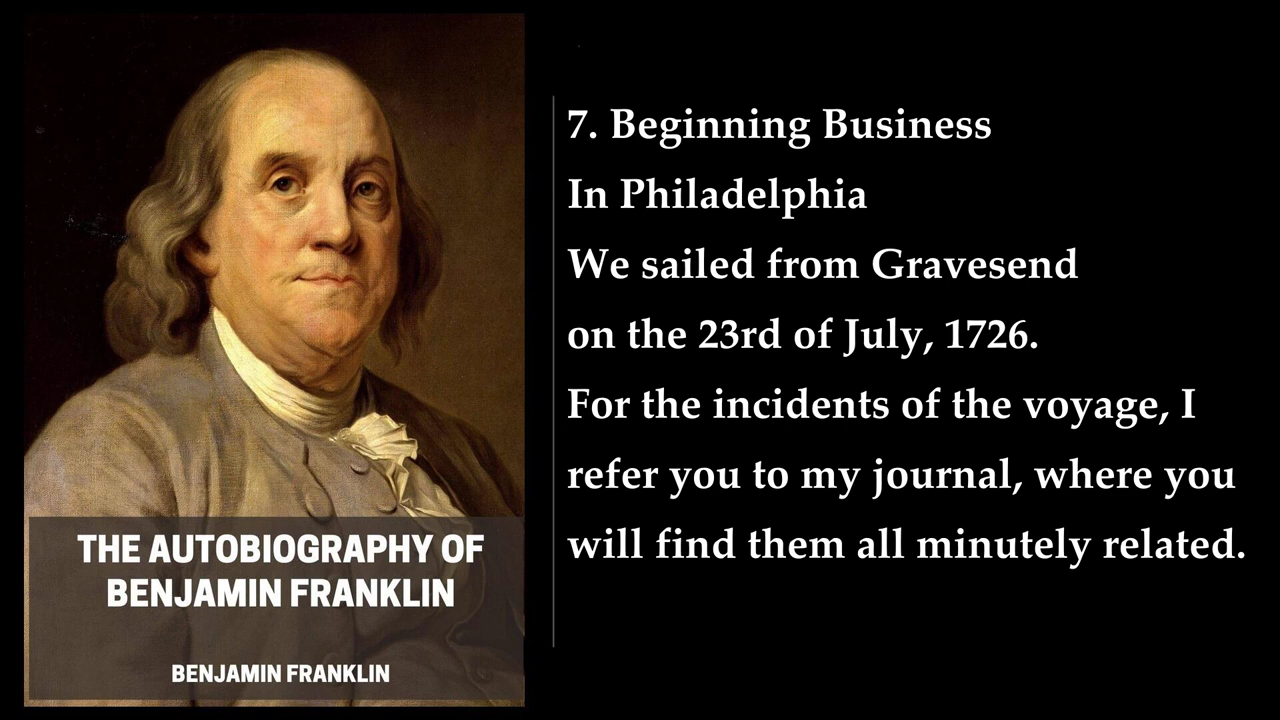 THE AUTOBIOGRAPHY OF
BENJAMIN FRANKLIN
BENJAMIN FRANKLIN
7. Beginning Business
In Philadelphia
We sailed from Gravesend
on the 23rd of July, 1726.
For the incidents of the voyage, I
refer you to my journal, where you
will find them all minutely related.